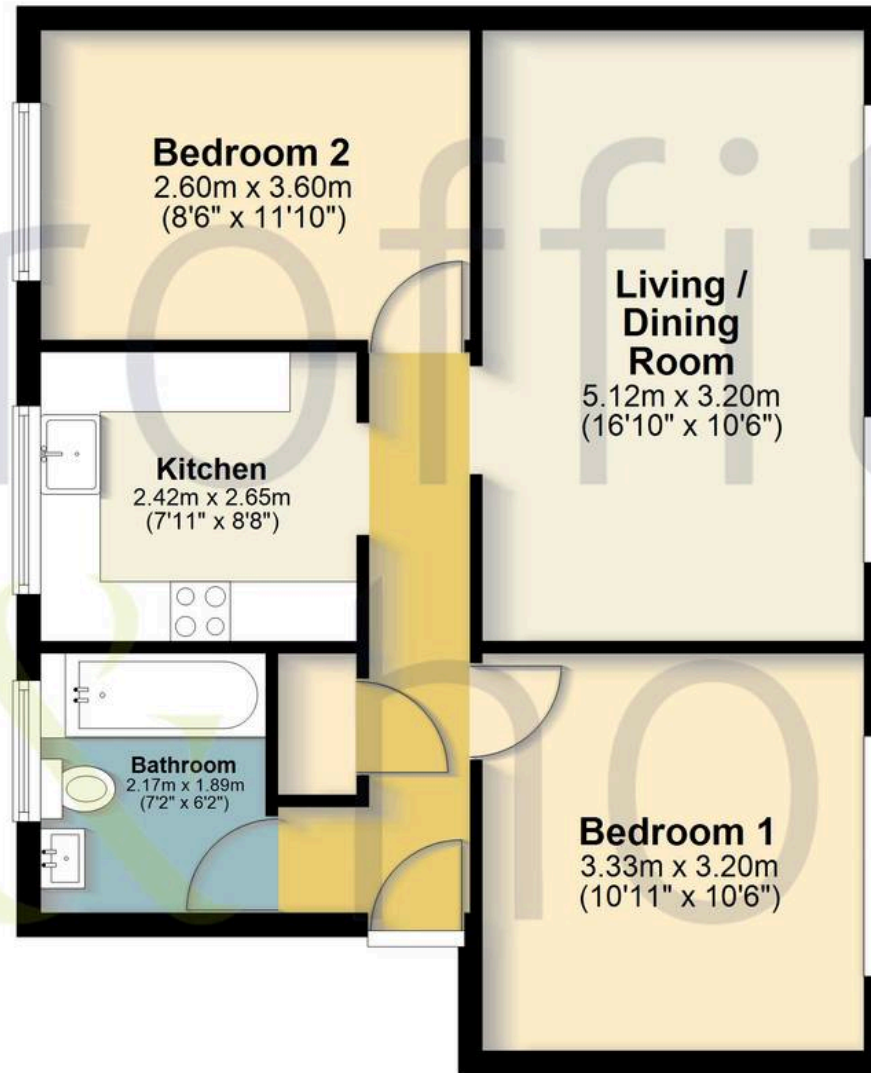 Bedroom 2
2.60m x 3.60m
(8'6" x 11'10")
Living /
Dining
Room
5.12m x 3.20m
(16'10" x 10'6")
Kitchen
2.42m x 2.65m
(7'11" x 8'8")
Bathroom
2.17m x 1.89m
(7'2" x 6'2")
Bedroom 1
3.33m x 3.20m
(10'11" x 10'6")